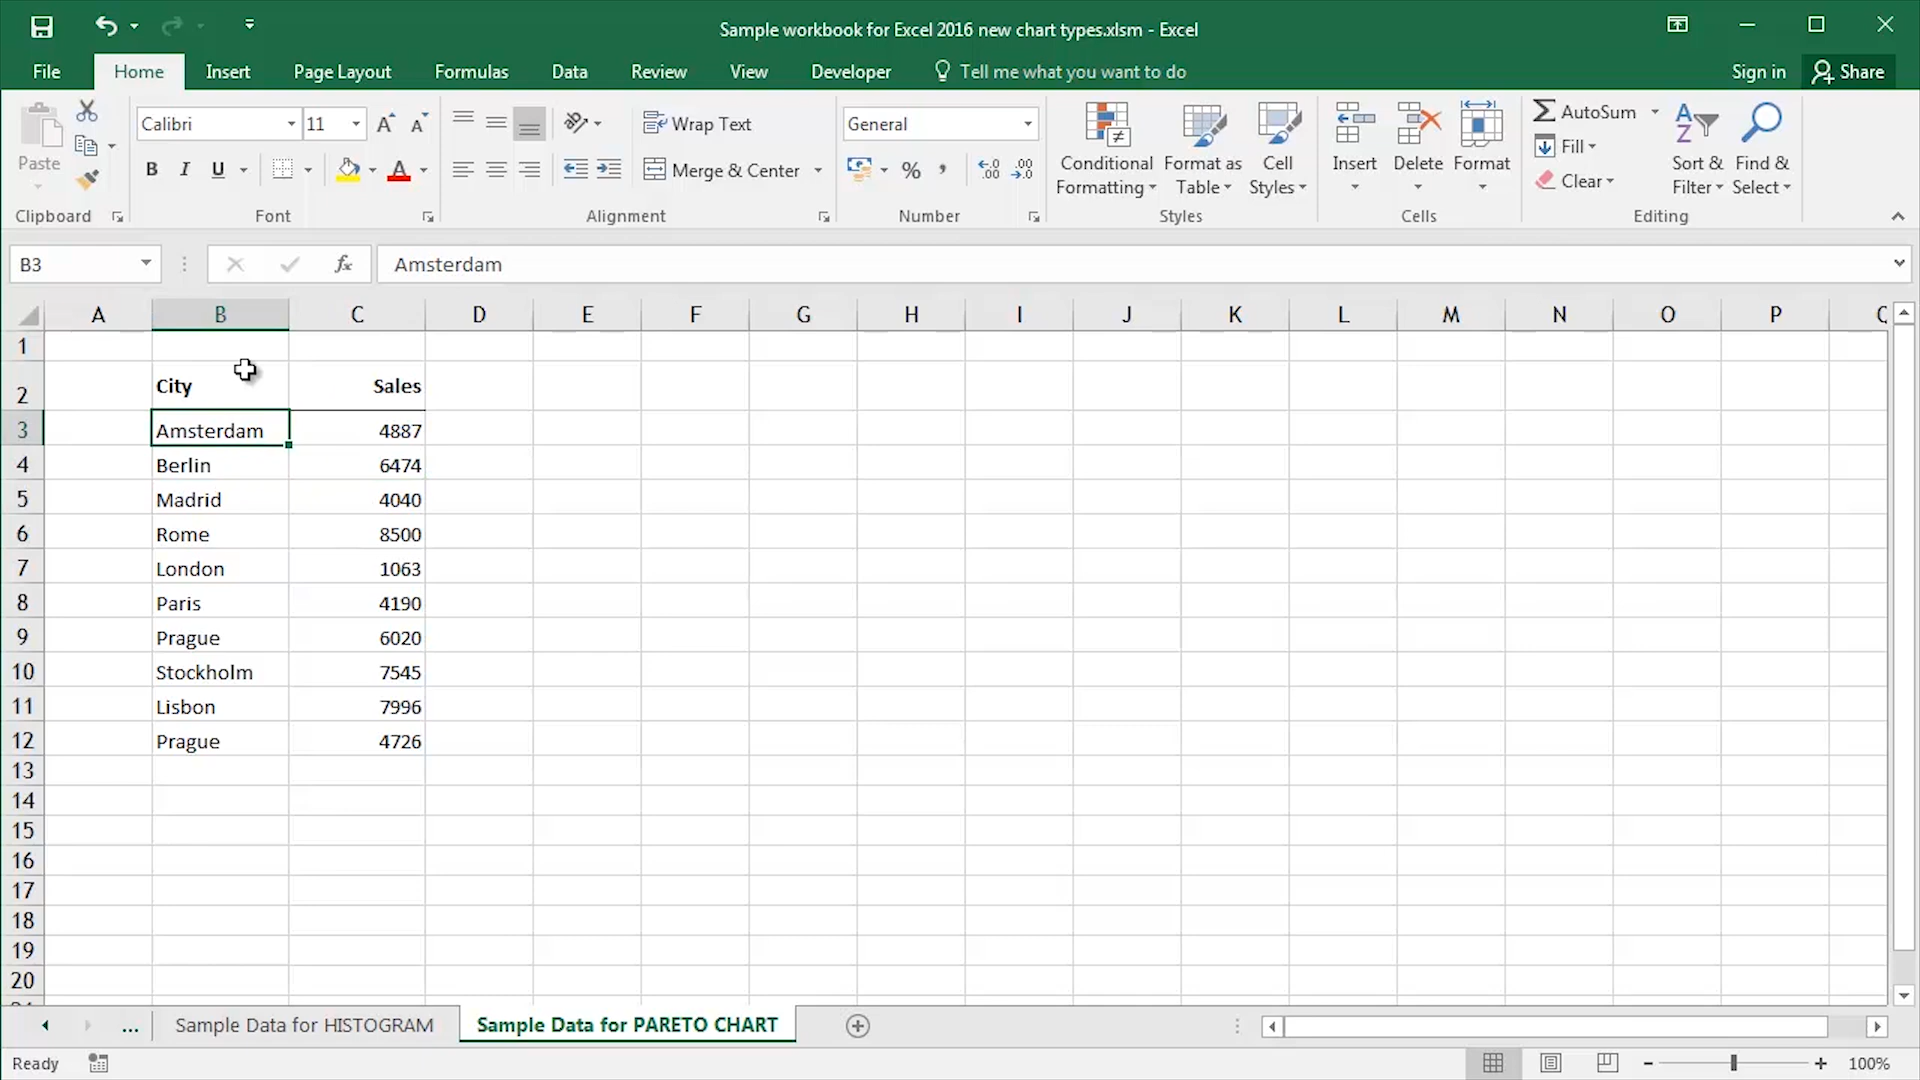 Sample workbook for Excel 2016 new chart types.xlsm - Excel
File Home Insert Page Layout Formulas Data Review View Developer Tell me what you want to do Sign in Share
Paste
Clipboard
Calibri 11
B I U A
Font
Wrap Text
Merge & Center
Alignment
General
% ,
Number
Conditional Formatting
Format as Table
Cell Styles
Styles
Insert Delete Format
Cells
AutoSum
Fill
Clear
Sort & Filter
Find & Select
Editing
B3 fx Amsterdam
A B C D E F G H I J K L M N O P
1
2 City Sales
3 Amsterdam 4887
4 Berlin 6474
5 Madrid 4040
6 Rome 8500
7 London 1063
8 Paris 4190
9 Prague 6020
10 Stockholm 7545
11 Lisbon 7996
12 Prague 4726
13
14
15
16
17
18
19
20
... Sample Data for HISTOGRAM Sample Data for PARETO CHART
Ready 100%